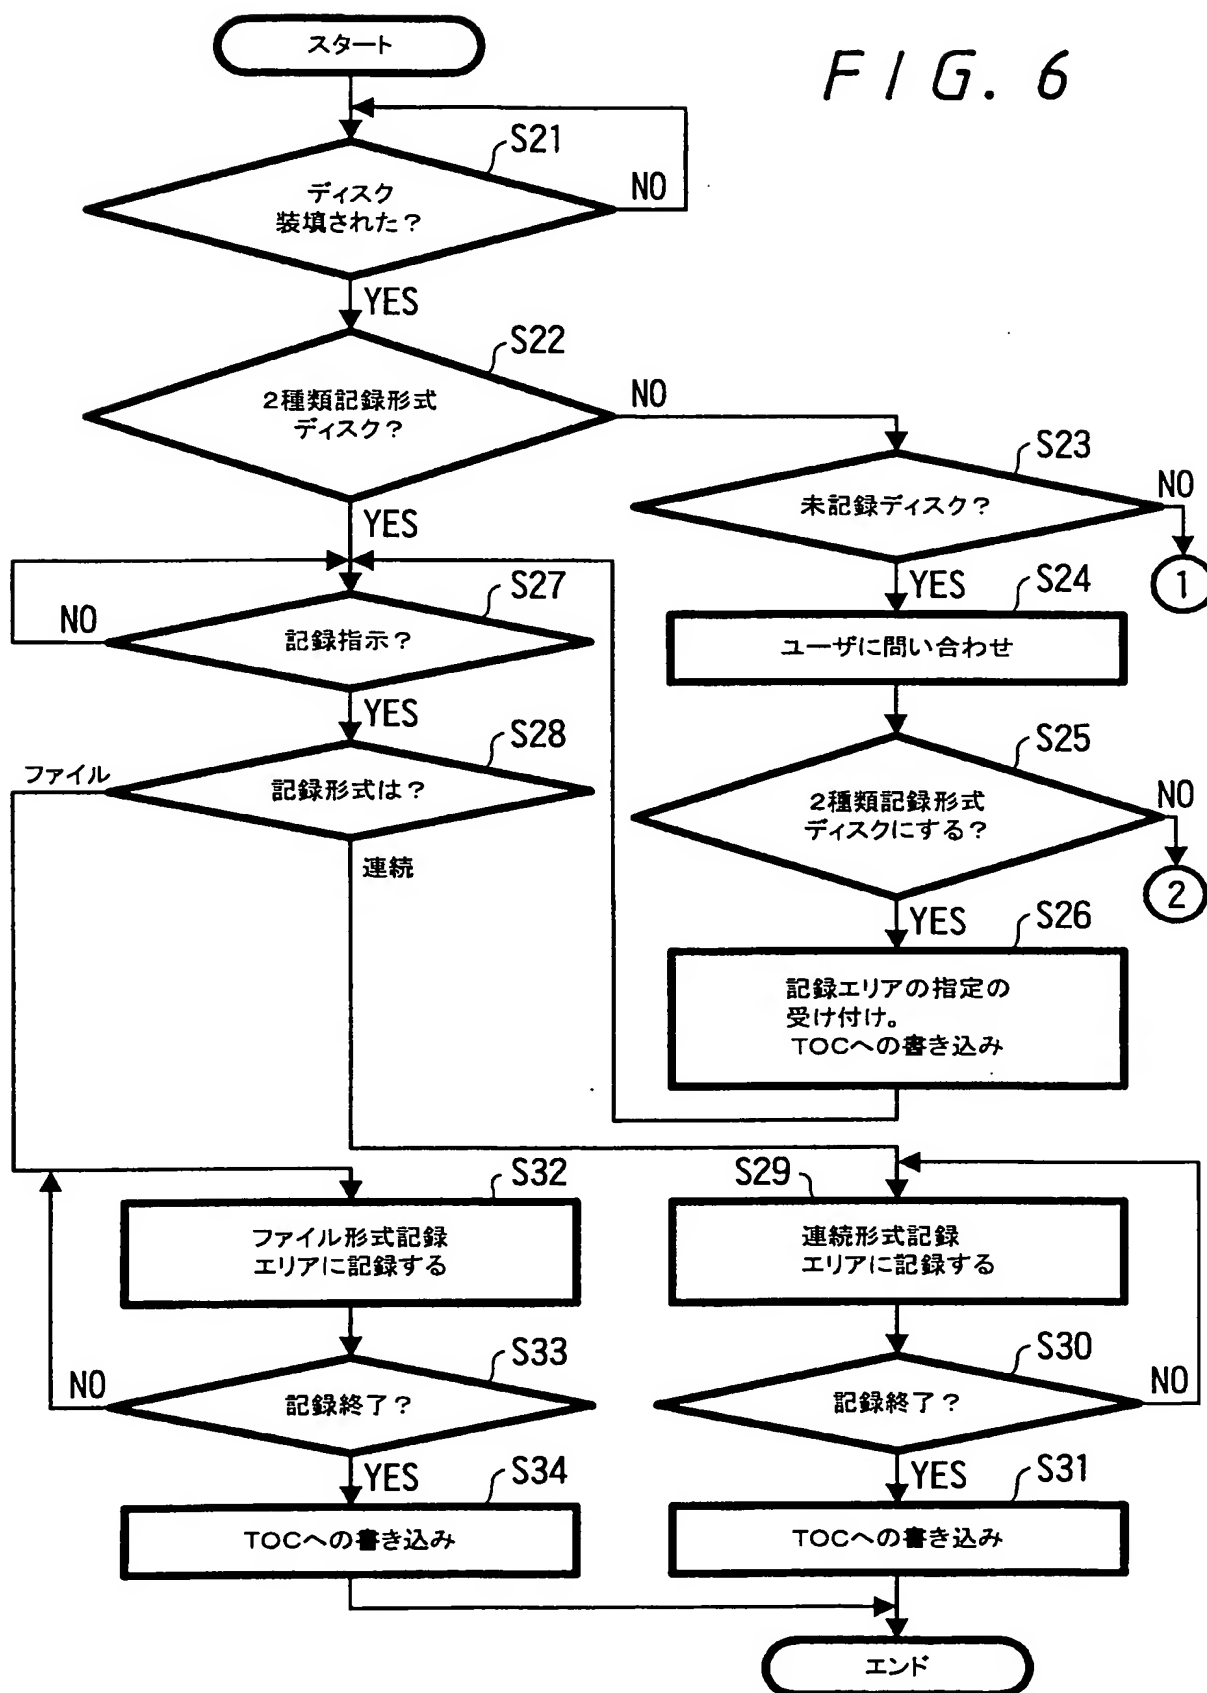 スタート
FIG. 6
S21
ディスク
装填された?
NO
YES
S22
2種類記録形式
ディスク?
NO
YES
S23
未記録ディスク?
NO
1
YES
S24
ユーザに問い合わせ
S25
2種類記録形式
ディスクにする?
NO
2
YES
S26
記録エリアの指定の
受け付け。
TOCへの書き込み
S27
記録指示?
NO
YES
S28
記録形式は?
ファイル
連続
S32
ファイル形式記録
エリアに記録する
S33
記録終了?
NO
YES
S34
TOCへの書き込み
S29
連続形式記録
エリアに記録する
S30
記録終了?
NO
YES
S31
TOCへの書き込み
エンド